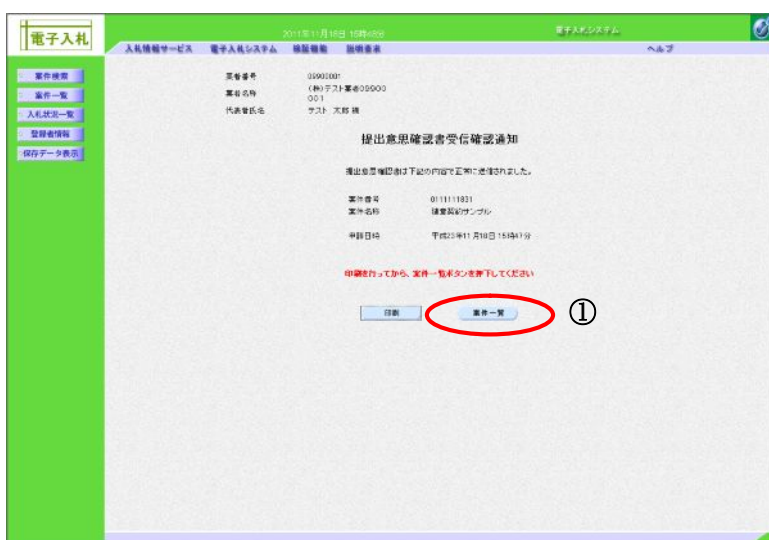 電子入札
2011年11月18日 15時48分
電子入札システム
入札情報サービス 電子入札システム 検証機能 説明要求 ヘルプ
案件検索
案件一覧
入札状況一覧
登録者情報
保存データ表示
業者番号 09900001
業者名称 (株)テスト業者09900
001
代表者氏名 テスト 太郎 様
提出意思確認書受信確認通知
提出意思確認書は下記の内容で正常に送信されました。
案件番号 0111111831
案件名称 随意契約サンプル
申請日時 平成23年11月18日 15時47分
印刷を行ってから、案件一覧ボタンを押下してください
印刷 案件一覧 ①